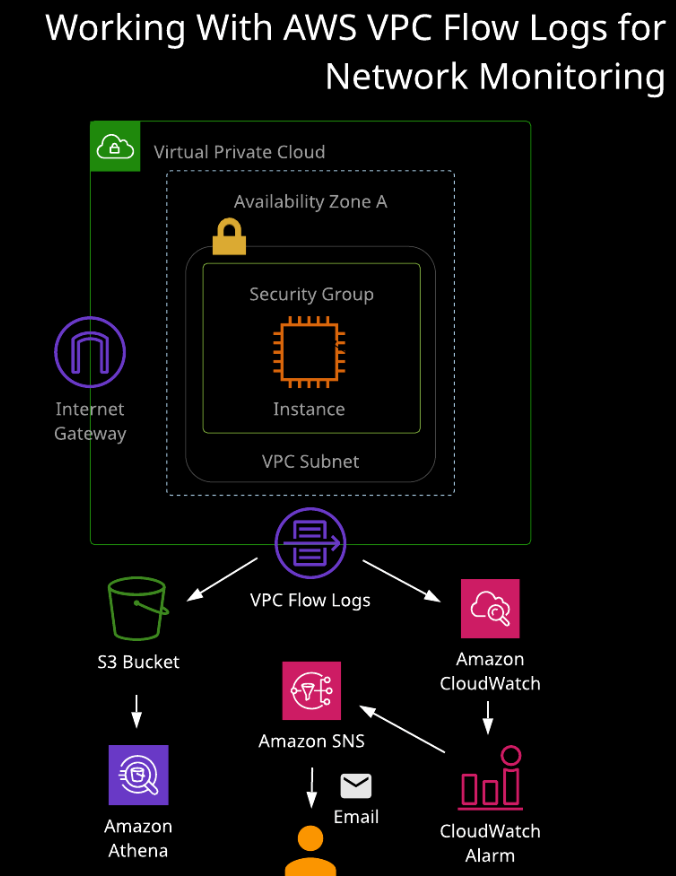 Working With AWS VPC Flow Logs for
Network Monitoring
Virtual Private Cloud
Availability Zone A
Security Group
Instance
Internet
Gateway
VPC Subnet
VPC Flow Logs
S3 Bucket
Amazon
CloudWatch
Amazon SNS
Amazon
Athena
Email
CloudWatch
Alarm